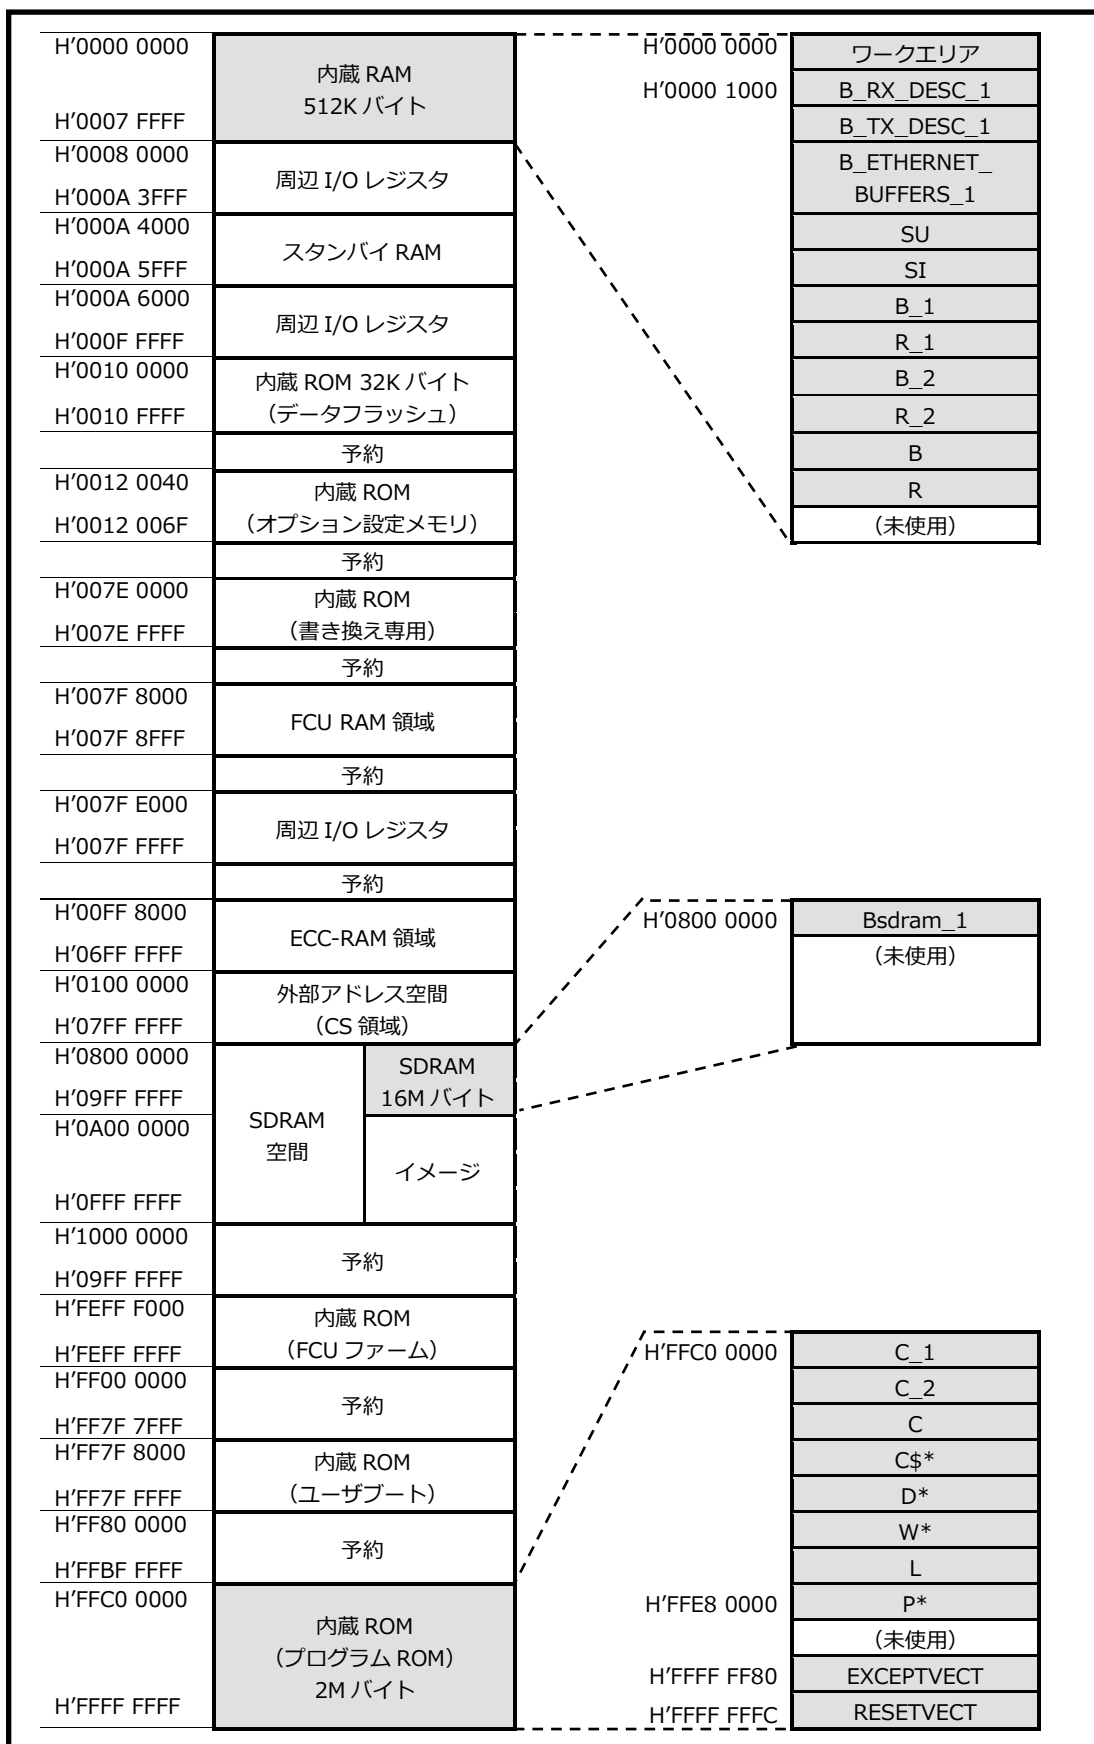 H'0000 0000
内蔵 RAM
512K バイト
H'0007 FFFF
H'0008 0000
周辺 I/O レジスタ
H'000A 3FFF
H'000A 4000
スタンバイ RAM
H'000A 5FFF
H'000A 6000
周辺 I/O レジスタ
H'000F FFFF
H'0010 0000
内蔵 ROM 32K バイト
（データフラッシュ）
H'0010 FFFF
予約
H'0012 0040
内蔵 ROM
（オプション設定メモリ）
H'0012 006F
予約
H'007E 0000
内蔵 ROM
（書き換え専用）
H'007E FFFF
予約
H'007F 8000
FCU RAM 領域
H'007F 8FFF
予約
H'007F E000
周辺 I/O レジスタ
H'007F FFFF
予約
H'00FF 8000
ECC-RAM 領域
H'06FF FFFF
H'0100 0000
外部アドレス空間
（CS 領域）
H'07FF FFFF
H'0800 0000
SDRAM
16M バイト
H'09FF FFFF
H'0A00 0000
SDRAM
空間
イメージ
H'0FFF FFFF
H'1000 0000
予約
H'09FF FFFF
H'FEFF F000
内蔵 ROM
（FCU ファーム）
H'FEFF FFFF
H'FF00 0000
予約
H'FF7F 7FFF
H'FF7F 8000
内蔵 ROM
（ユーザブート）
H'FF7F FFFF
H'FF80 0000
予約
H'FFBF FFFF
H'FFC0 0000
内蔵 ROM
（プログラム ROM）
2M バイト
H'FFFF FFFF
H'0000 0000
ワークエリア
H'0000 1000
B_RX_DESC_1
B_TX_DESC_1
B_ETHERNET_
BUFFERS_1
SU
SI
B_1
R_1
B_2
R_2
B
R
（未使用）
H'0800 0000
Bsdram_1
（未使用）
H'FFC0 0000
C_1
C_2
C
C$*
D*
W*
L
H'FFE8 0000
P*
（未使用）
H'FFFF FF80
EXCEPTVECT
H'FFFF FFFC
RESETVECT